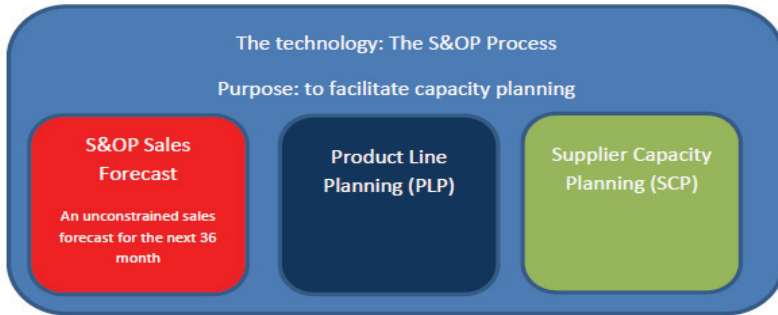 The technology: The S&OP Process
Purpose: to facilitate capacity planning
S&OP Sales
Forecast
An unconstrained sales
forecast for the next 36
month
Product Line
Planning (PLP)
Supplier Capacity
Planning (SCP)